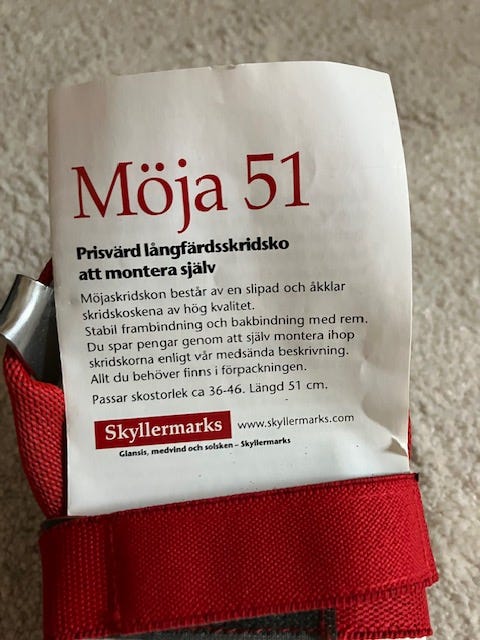 Möja 51
Prisvärd långfärdsskridsko
att montera själv
Möjaskridskon består av en slipad och åkklar
skridskoskena av hög kvalitet.
Stabil frambindning och bakbindning med rem.
Du spar pengar genom att själv montera ihop
skridskorna enligt vår medsända beskrivning.
Allt du behöver finns i förpackningen.
Passar skostorlek ca 36-46. Längd 51 cm.
Skyllermarks www.skyllermarks.com
Glansis, medvind och solsken – Skyllermarks